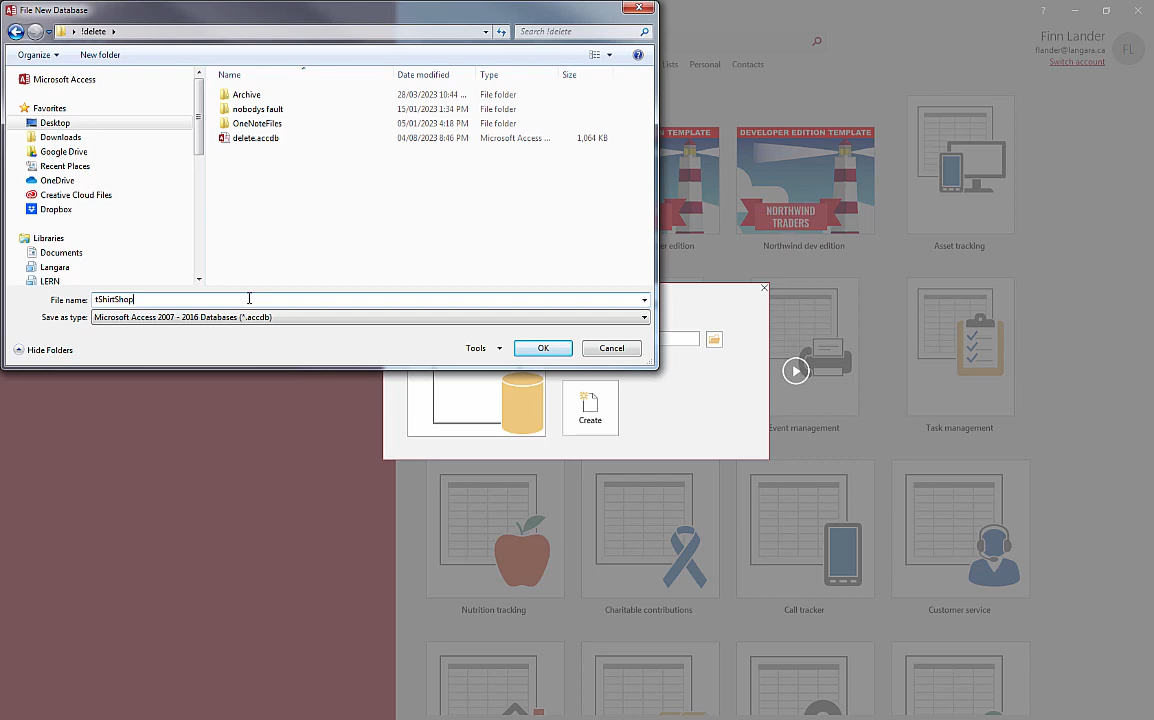 File New Database
!delete
Search !delete
Organize
New folder
Microsoft Access
Favorites
Desktop
Downloads
Google Drive
Recent Places
OneDrive
Creative Cloud Files
Dropbox
Libraries
Documents
Langara
LERN
Name
Date modified
Type
Size
Archive
28/03/2023 10:44 ...
File folder
nobodys fault
15/01/2023 1:34 PM
File folder
OneNoteFiles
05/01/2023 4:18 PM
File folder
delete.accdb
04/08/2023 8:46 PM
Microsoft Access ...
1,064 KB
File name: tShirtShop
Save as type: Microsoft Access 2007 - 2016 Databases (*.accdb)
Hide Folders
Tools
OK
Cancel
?
Finn Lander
flander@langara.ca
Switch account
FL
Lists
Personal
Contacts
N TEMPLATE
er edition
DEVELOPER EDITION TEMPLATE
NORTHWIND
TRADERS
Northwind dev edition
Asset tracking
Create
Event management
Task management
Nutrition tracking
Charitable contributions
Call tracker
Customer service